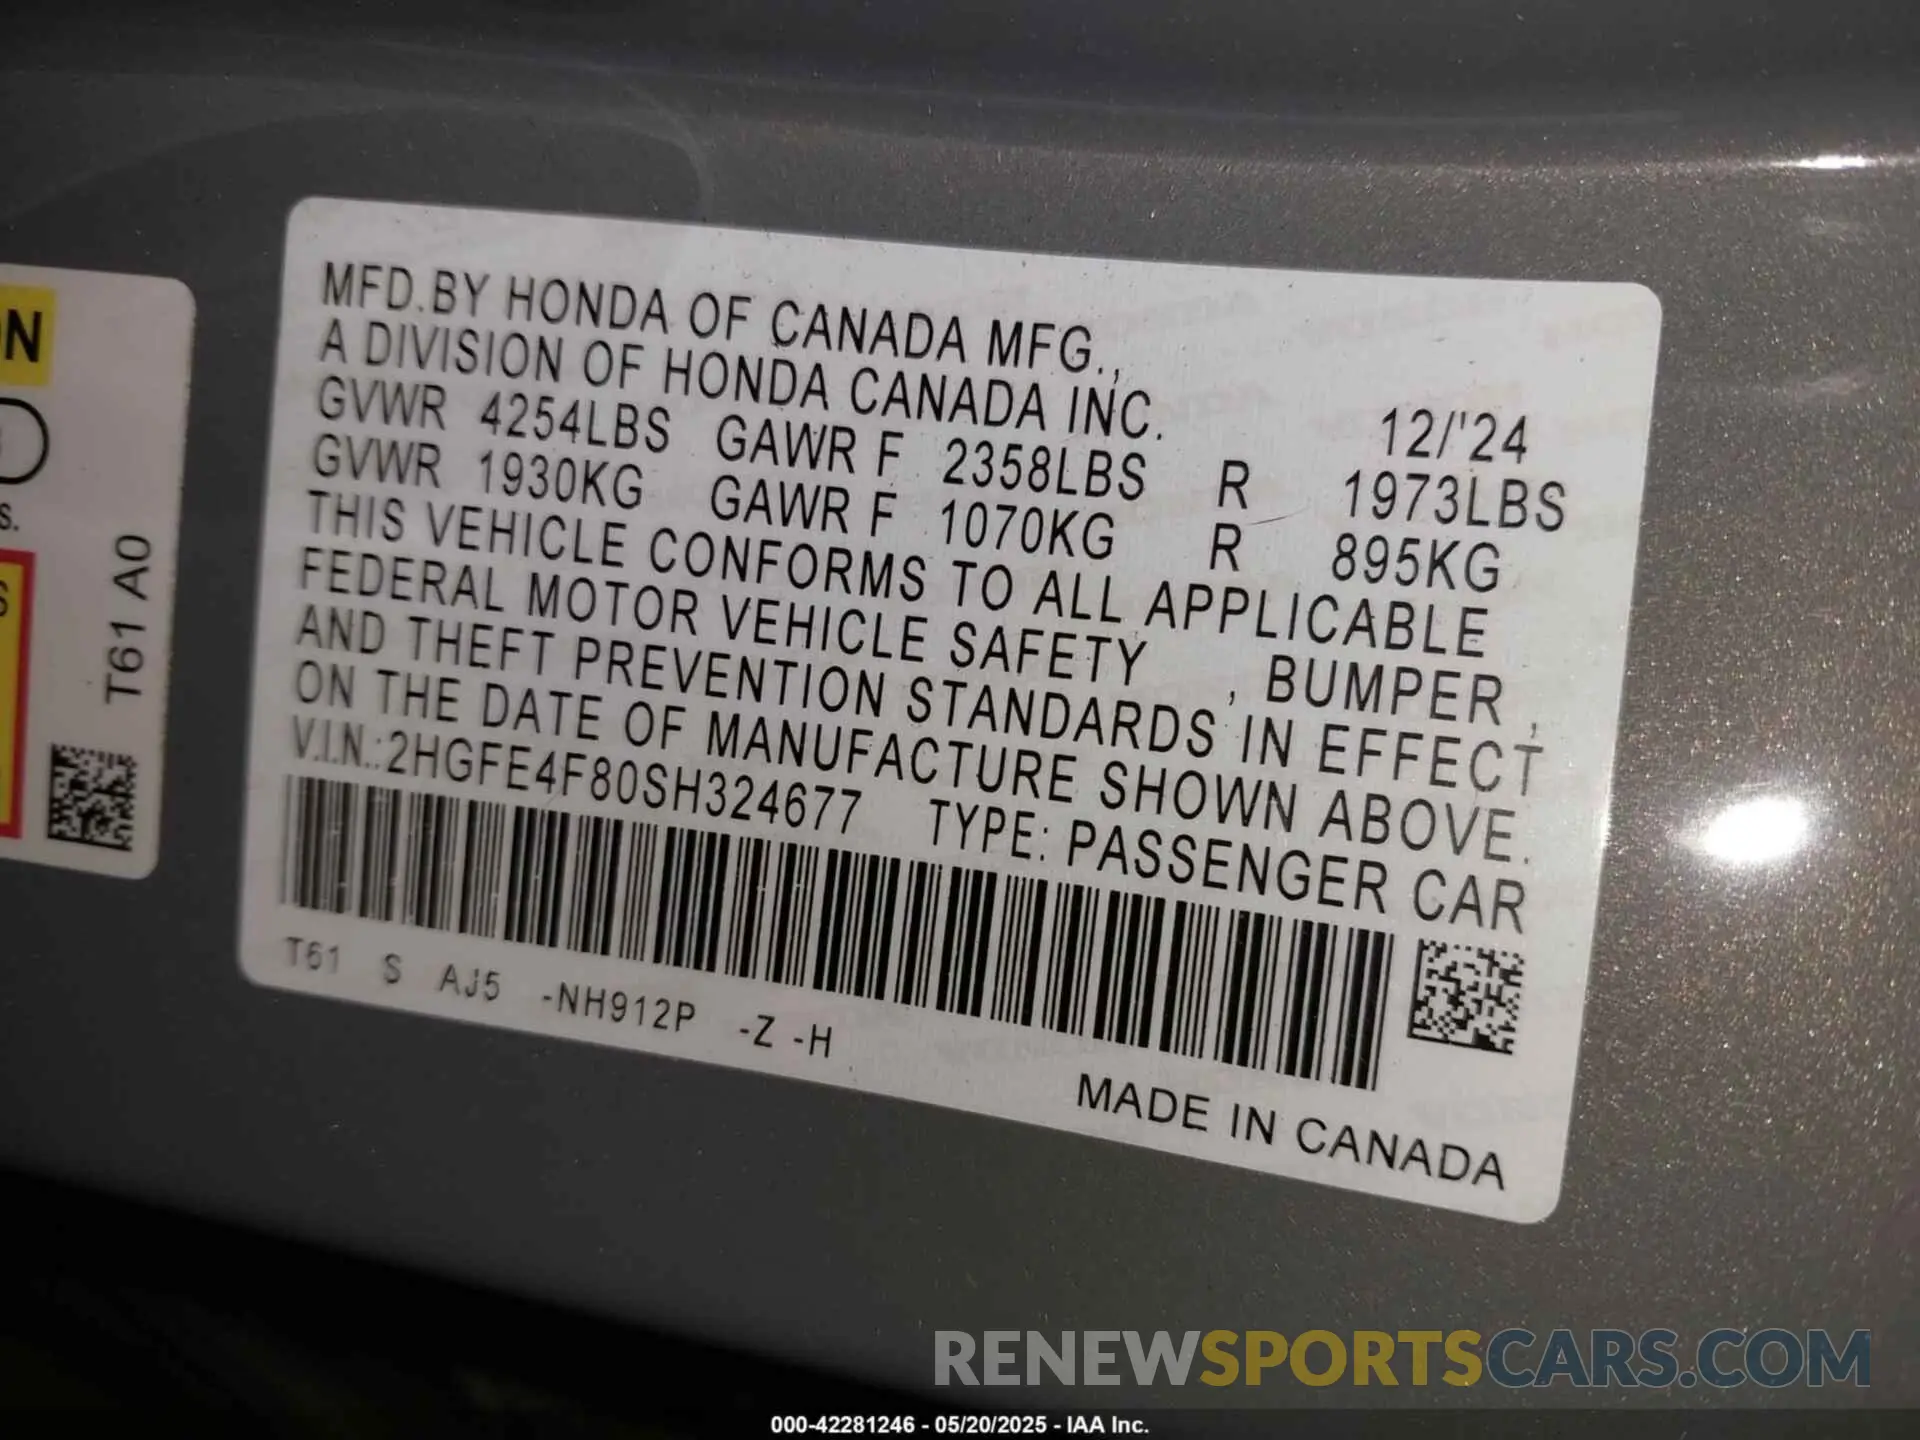 MFD.BY HONDA OF CANADA MFG.,
A DIVISION OF HONDA CANADA INC. 12/'24
GVWR 4254LBS GAWR F 2358LBS R 1973LBS
GVWR 1930KG GAWR F 1070KG R 895KG
THIS VEHICLE CONFORMS TO ALL APPLICABLE
FEDERAL MOTOR VEHICLE SAFETY , BUMPER ,
AND THEFT PREVENTION STANDARDS IN EFFECT
ON THE DATE OF MANUFACTURE SHOWN ABOVE.
V.I.N.:2HGFE4F80SH324677 TYPE: PASSENGER CAR
T61 S AJ5 -NH912P -Z -H
MADE IN CANADA
T61 A0
RENEWSPORTSCARS.COM
000-42281246 - 05/20/2025 - IAA Inc.